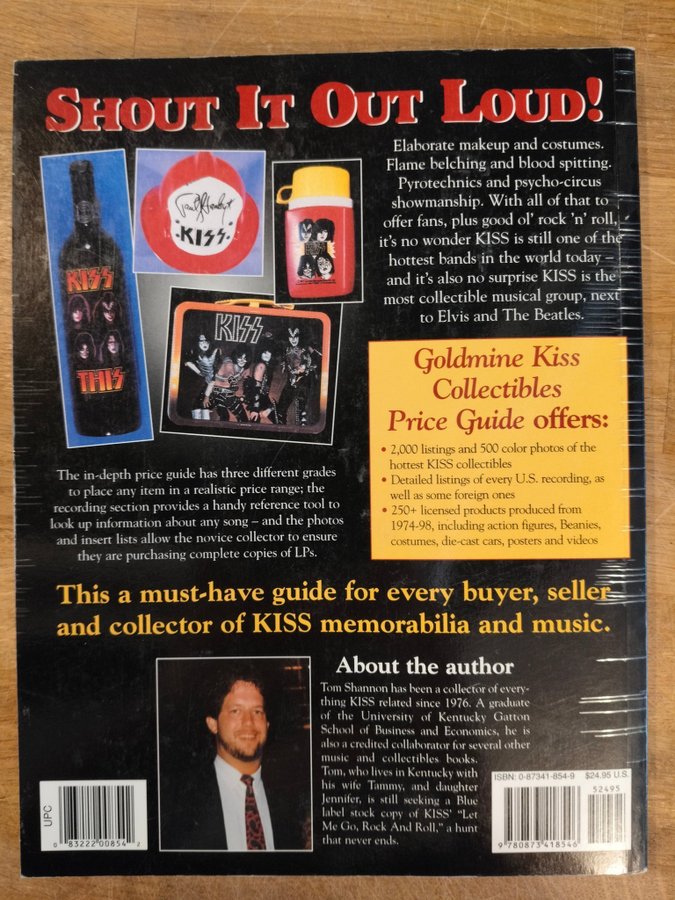 SHOUT IT OUT LOUD!
Elaborate makeup and costumes.
Flame belching and blood spitting.
Pyrotechnics and psycho-circus
showmanship. With all of that to
offer fans, plus good ol' rock 'n' roll,
it's no wonder KISS is still one of the
hottest bands in the world today –
and it's also no surprise KISS is the
most collectible musical group, next
to Elvis and The Beatles.
KISS
THIS
KISS
KISS
Goldmine Kiss
Collectibles
Price Guide offers:
• 2,000 listings and 500 color photos of the
hottest KISS collectibles
• Detailed listings of every U.S. recording, as
well as some foreign ones
• 250+ licensed products produced from
1974-98, including action figures, Beanies,
costumes, die-cast cars, posters and videos
The in-depth price guide has three different grades
to place any item in a realistic price range; the
recording section provides a handy reference tool to
look up information about any song – and the photos
and insert lists allow the novice collector to ensure
they are purchasing complete copies of LPs.
This a must-have guide for every buyer, seller
and collector of KISS memorabilia and music.
About the author
Tom Shannon has been a collector of every-
thing KISS related since 1976. A graduate
of the University of Kentucky Gatton
School of Business and Economics, he is
also a credited collaborator for several other
music and collectibles books.
Tom, who lives in Kentucky with
his wife Tammy, and daughter
Jennifer, is still seeking a Blue
label stock copy of KISS' "Let
Me Go, Rock And Roll," a hunt
that never ends.
UPC
0 83222 00854 2
ISBN: 0-87341-854-9 $24.95 U.S.
52495
9 780873 418546